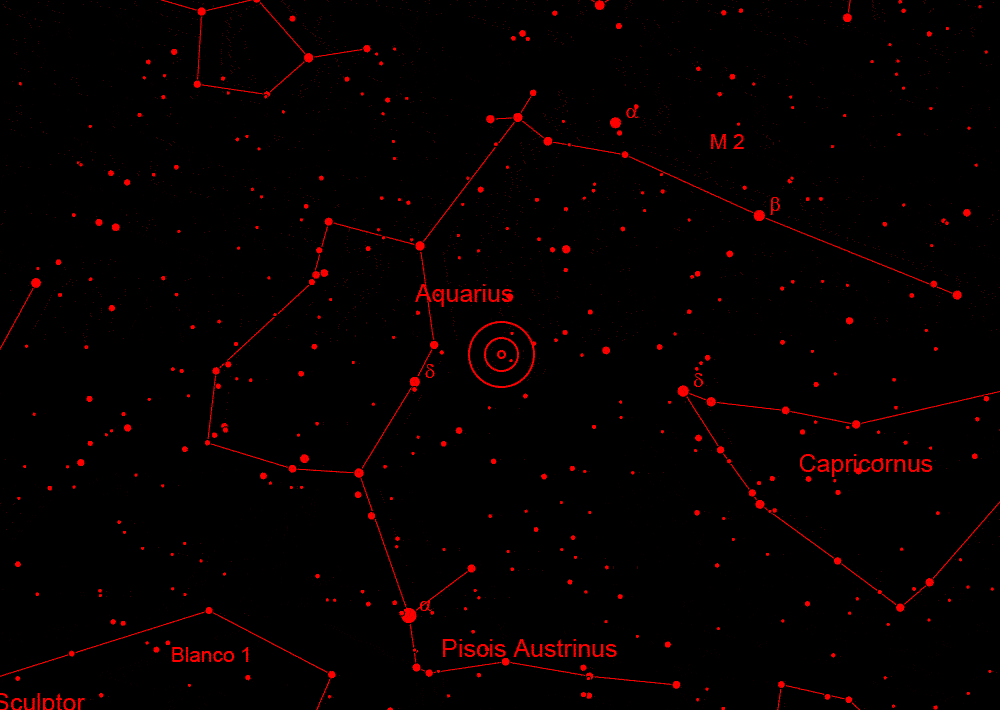 α
M 2
β
Aquarius
δ
δ
Capricornus
α
Pisois Austrinus
Blanco 1
Sculptor